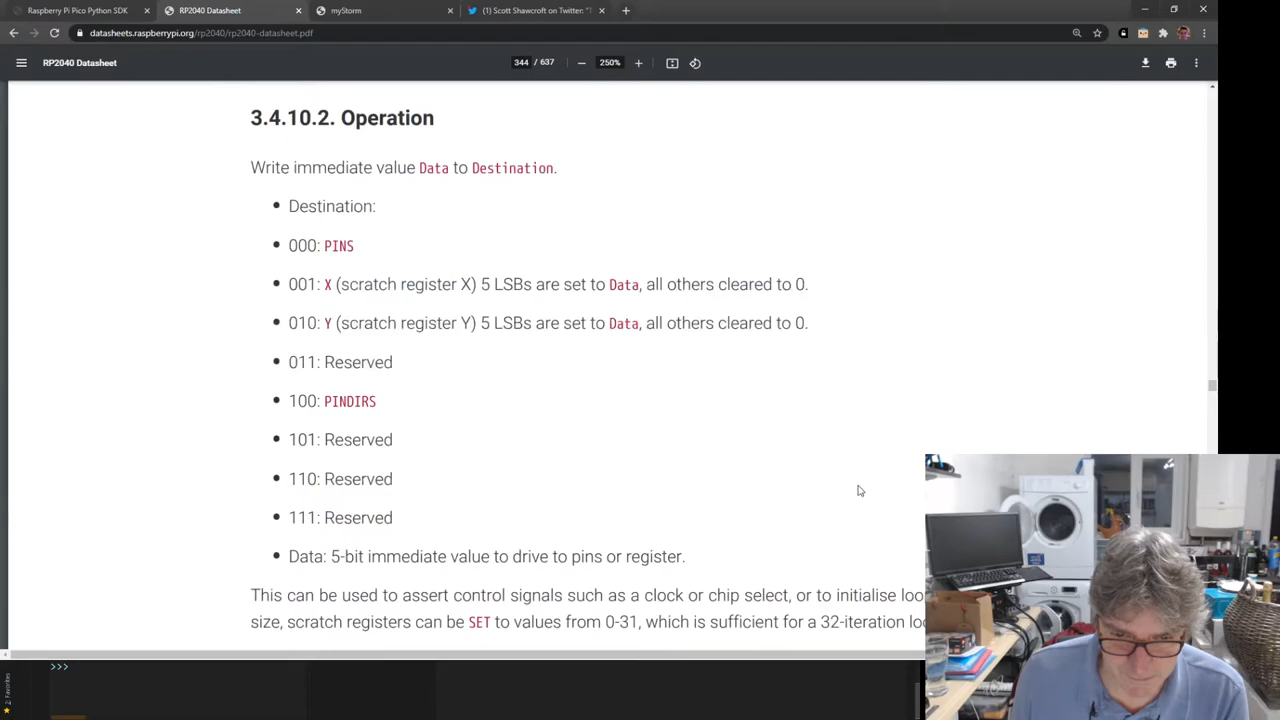 Raspberry Pi Pico Python SDK
RP2040 Datasheet
myStorm
(1) Scott Shawcroft on Twitter: "T
datasheets.raspberrypi.org/rp2040/rp2040-datasheet.pdf
RP2040 Datasheet
344 / 637
250%
3.4.10.2. Operation
Write immediate value Data to Destination.
• Destination:
• 000: PINS
• 001: X (scratch register X) 5 LSBs are set to Data, all others cleared to 0.
• 010: Y (scratch register Y) 5 LSBs are set to Data, all others cleared to 0.
• 011: Reserved
• 100: PINDIRS
• 101: Reserved
• 110: Reserved
• 111: Reserved
• Data: 5-bit immediate value to drive to pins or register.
This can be used to assert control signals such as a clock or chip select, or to initialise loo
size, scratch registers can be SET to values from 0-31, which is sufficient for a 32-iteration lo
>>>
2: Favorites